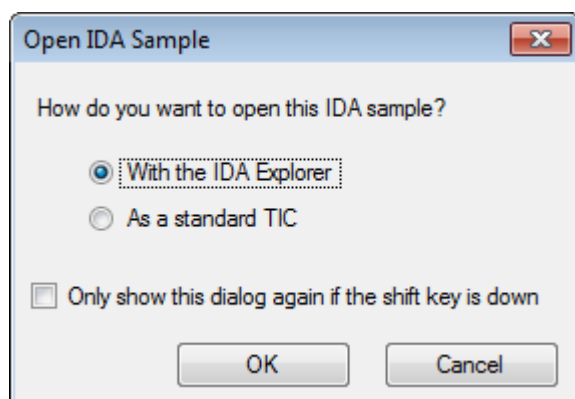 Open IDA Sample
How do you want to open this IDA sample?
With the IDA Explorer
As a standard TIC
Only show this dialog again if the shift key is down
OK
Cancel